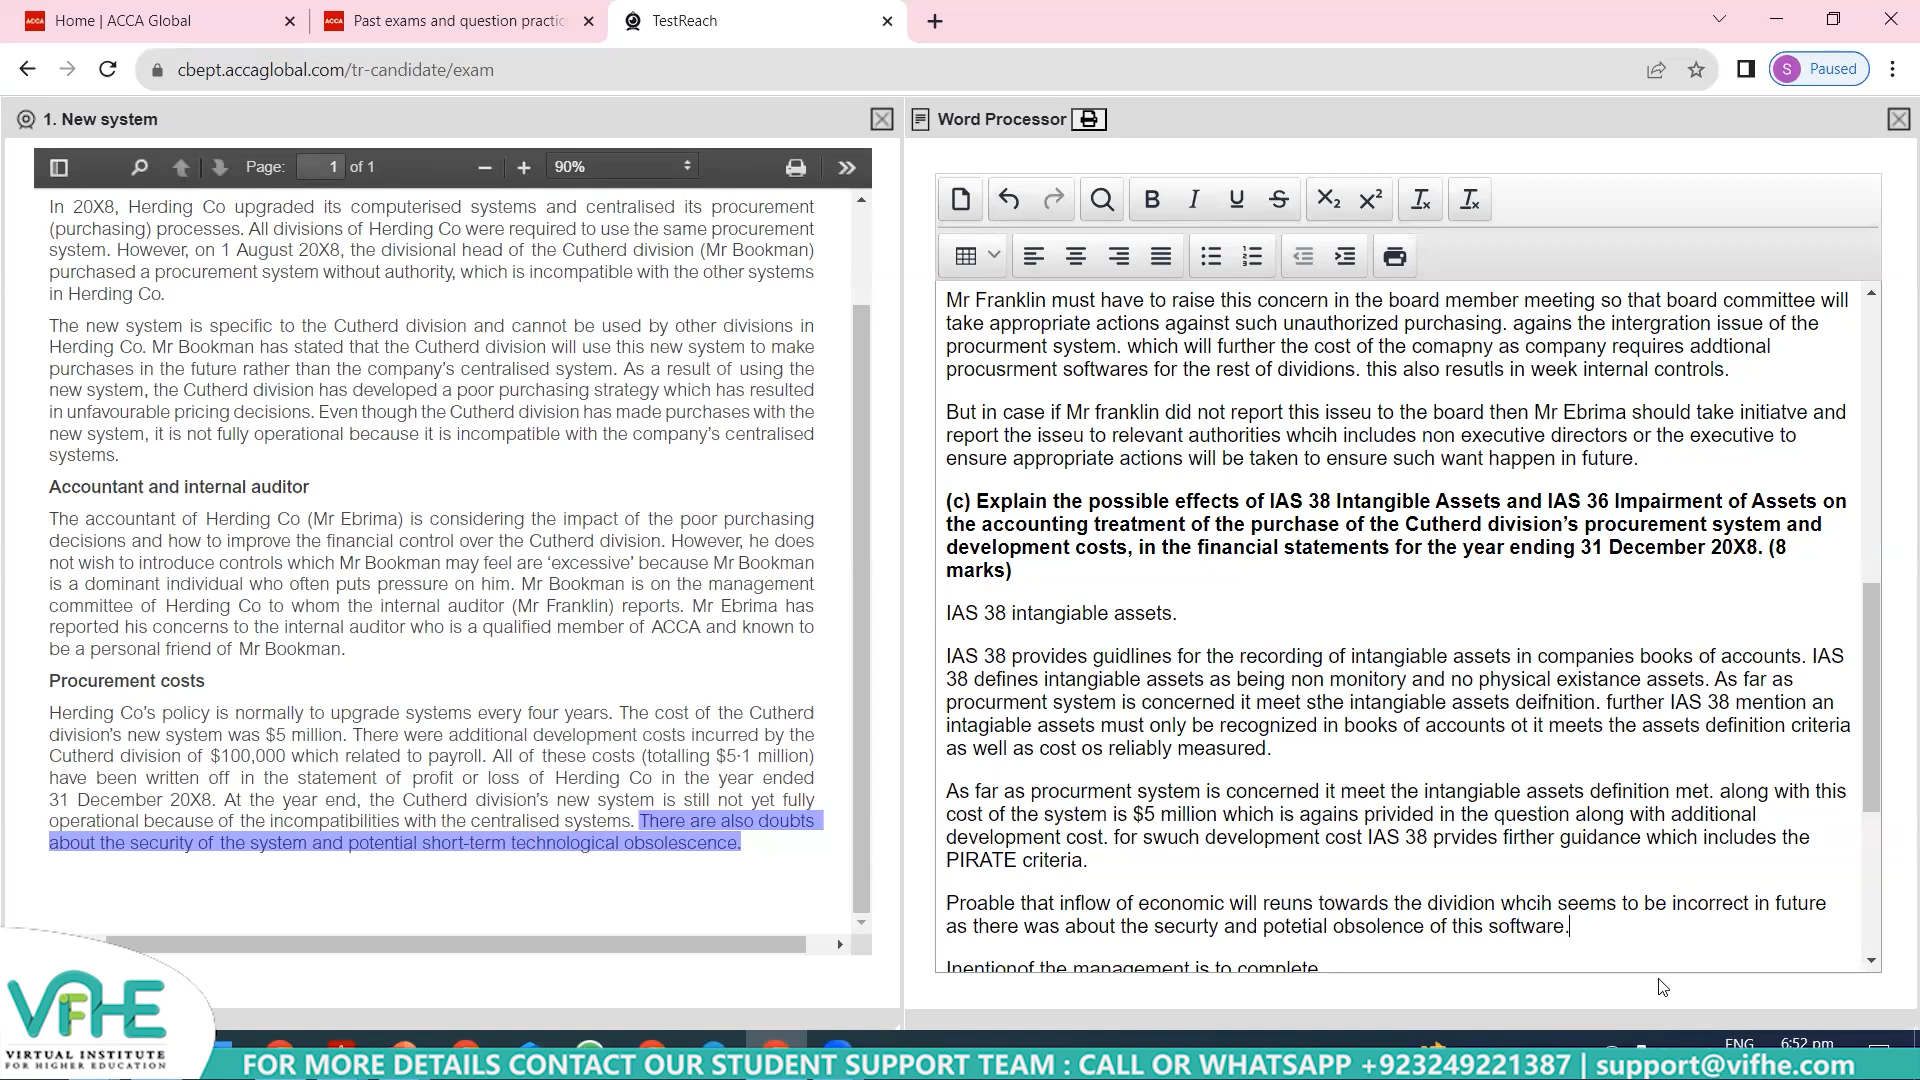 Home | ACCA Global
Past exams and question practic
TestReach
cbept.accaglobal.com/tr-candidate/exam
S Paused
1. New system
Word Processor
Page: 1 of 1
90%
In 20X8, Herding Co upgraded its computerised systems and centralised its procurement
(purchasing) processes. All divisions of Herding Co were required to use the same procurement
system. However, on 1 August 20X8, the divisional head of the Cutherd division (Mr Bookman)
purchased a procurement system without authority, which is incompatible with the other systems
in Herding Co.
The new system is specific to the Cutherd division and cannot be used by other divisions in
Herding Co. Mr Bookman has stated that the Cutherd division will use this new system to make
purchases in the future rather than the company's centralised system. As a result of using the
new system, the Cutherd division has developed a poor purchasing strategy which has resulted
in unfavourable pricing decisions. Even though the Cutherd division has made purchases with the
new system, it is not fully operational because it is incompatible with the company's centralised
systems.
Accountant and internal auditor
The accountant of Herding Co (Mr Ebrima) is considering the impact of the poor purchasing
decisions and how to improve the financial control over the Cutherd division. However, he does
not wish to introduce controls which Mr Bookman may feel are 'excessive' because Mr Bookman
is a dominant individual who often puts pressure on him. Mr Bookman is on the management
committee of Herding Co to whom the internal auditor (Mr Franklin) reports. Mr Ebrima has
reported his concerns to the internal auditor who is a qualified member of ACCA and known to
be a personal friend of Mr Bookman.
Procurement costs
Herding Co's policy is normally to upgrade systems every four years. The cost of the Cutherd
division's new system was $5 million. There were additional development costs incurred by the
Cutherd division of $100,000 which related to payroll. All of these costs (totalling $5·1 million)
have been written off in the statement of profit or loss of Herding Co in the year ended
31 December 20X8. At the year end, the Cutherd division's new system is still not yet fully
operational because of the incompatibilities with the centralised systems. There are also doubts
about the security of the system and potential short-term technological obsolescence.
Mr Franklin must have to raise this concern in the board member meeting so that board committee will
take appropriate actions against such unauthorized purchasing. agains the intergration issue of the
procurment system. which will further the cost of the comapny as company requires addtional
procusrment softwares for the rest of dividions. this also resutls in week internal controls.
But in case if Mr franklin did not report this isseu to the board then Mr Ebrima should take initiatve and
report the isseu to relevant authorities whcih includes non executive directors or the executive to
ensure appropriate actions will be taken to ensure such want happen in future.
(c) Explain the possible effects of IAS 38 Intangible Assets and IAS 36 Impairment of Assets on
the accounting treatment of the purchase of the Cutherd division's procurement system and
development costs, in the financial statements for the year ending 31 December 20X8. (8
marks)
IAS 38 intangiable assets.
IAS 38 provides guidlines for the recording of intangiable assets in companies books of accounts. IAS
38 defines intangiable assets as being non monitory and no physical existance assets. As far as
procurment system is concerned it meet sthe intangiable assets deifnition. further IAS 38 mention an
intagiable assets must only be recognized in books of accounts ot it meets the assets definition criteria
as well as cost os reliably measured.
As far as procurment system is concerned it meet the intangiable assets definition met. along with this
cost of the system is $5 million which is agains privided in the question along with additional
development cost. for swuch development cost IAS 38 prvides firther guidance which includes the
PIRATE criteria.
Proable that inflow of economic will reuns towards the dividion whcih seems to be incorrect in future
as there was about the securty and potetial obsolence of this software.
Inentionof the management is to complete
VIFHE
VIRTUAL INSTITUTE
FOR HIGHER EDUCATION
ENG
6:52 pm
FOR MORE DETAILS CONTACT OUR STUDENT SUPPORT TEAM : CALL OR WHATSAPP +923249221387 | support@vifhe.com